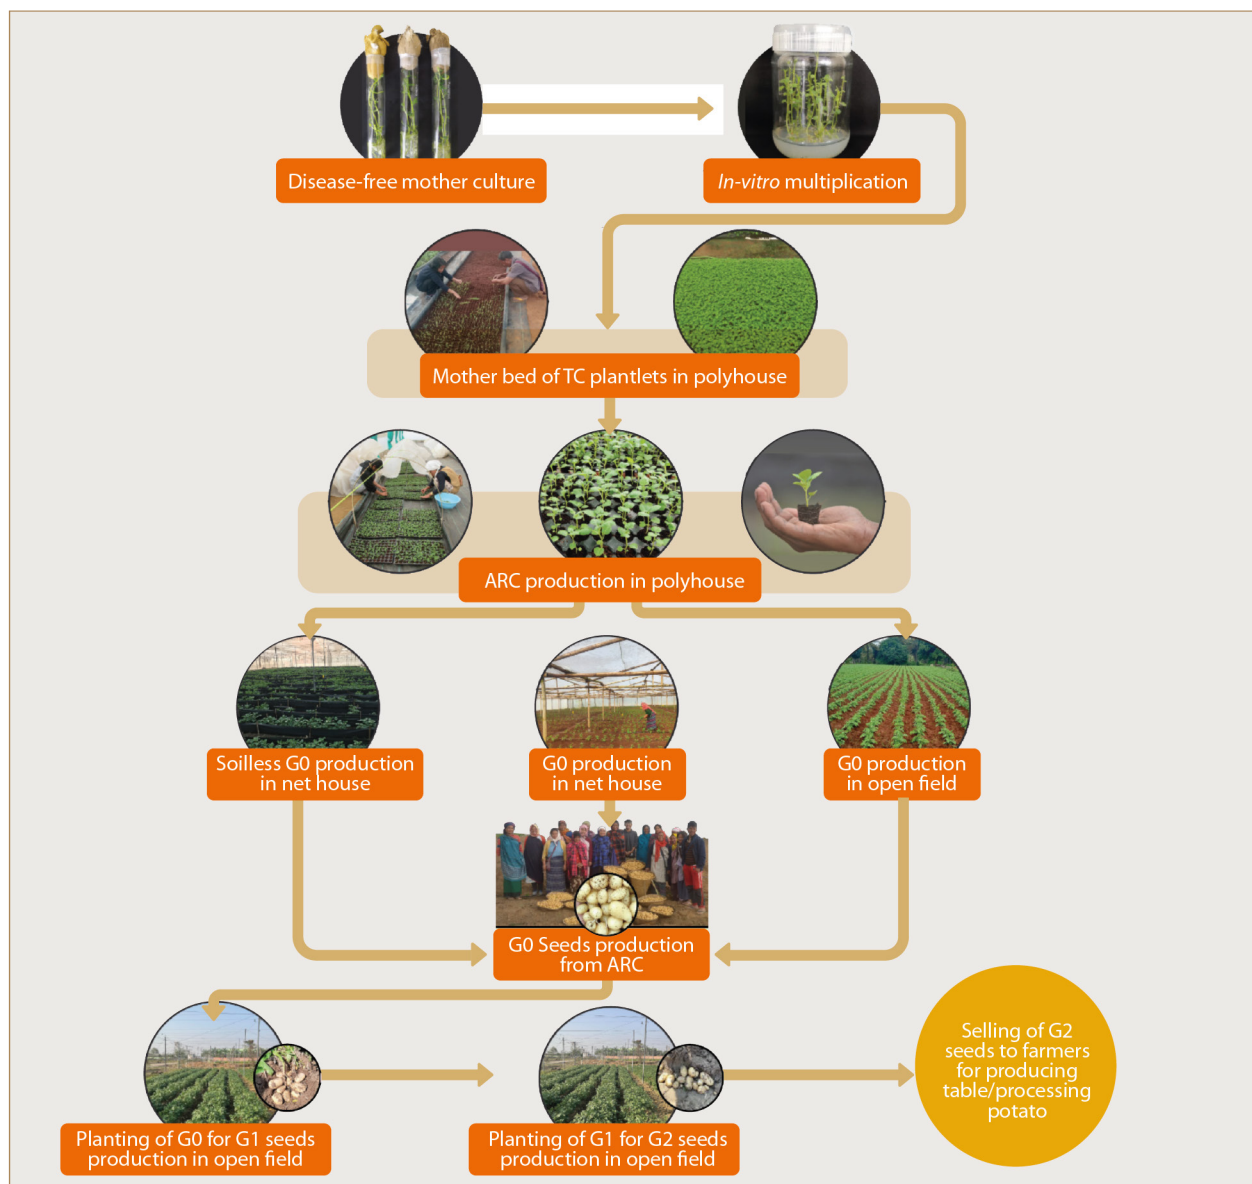 Disease-free mother culture
In-vitro multiplication
Mother bed of TC plantlets in polyhouse
ARC production in polyhouse
Soilless G0 production
in net house
G0 production
in net house
G0 production
in open field
G0 Seeds production
from ARC
Planting of G0 for G1 seeds
production in open field
Planting of G1 for G2 seeds
production in open field
Selling of G2
seeds to farmers
for producing
table/processing
potato